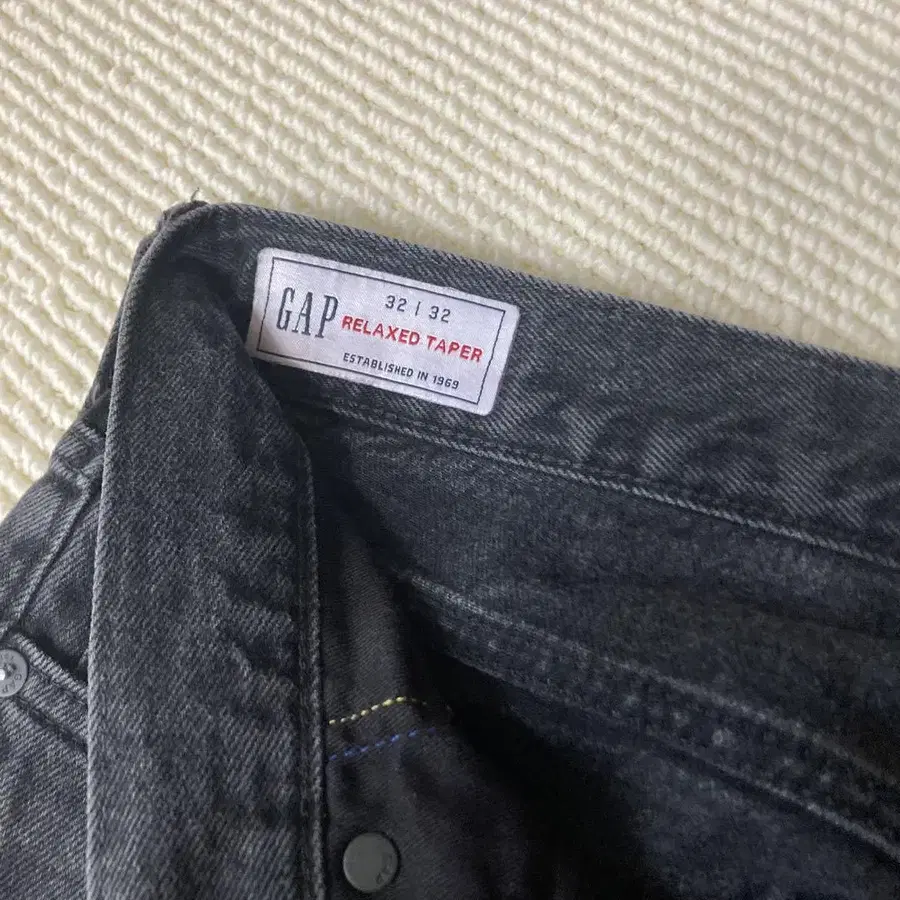 GAP
32 | 32
RELAXED TAPER
ESTABLISHED IN 1969